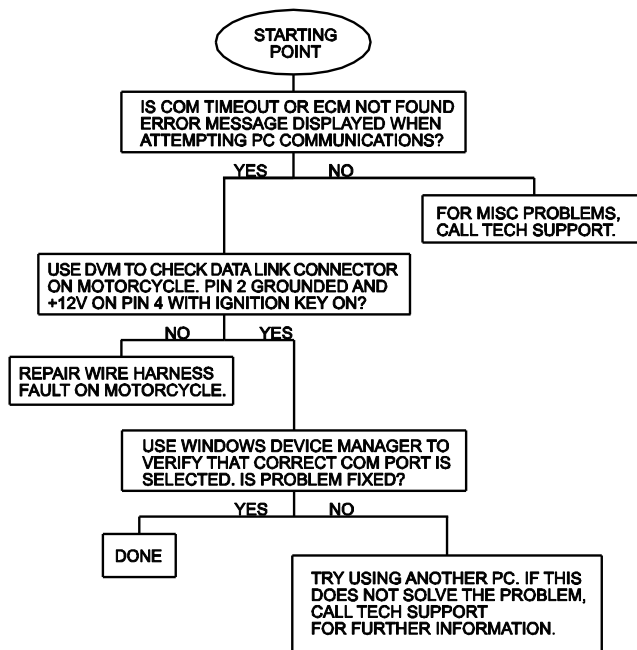 STARTING
POINT
IS COM TIMEOUT OR ECM NOT FOUND
ERROR MESSAGE DISPLAYED WHEN
ATTEMPTING PC COMMUNICATIONS?
YES
NO
FOR MISC PROBLEMS,
CALL TECH SUPPORT.
USE DVM TO CHECK DATA LINK CONNECTOR
ON MOTORCYCLE. PIN 2 GROUNDED AND
+12V ON PIN 4 WITH IGNITION KEY ON?
NO
YES
REPAIR WIRE HARNESS
FAULT ON MOTORCYCLE.
USE WINDOWS DEVICE MANAGER TO
VERIFY THAT CORRECT COM PORT IS
SELECTED. IS PROBLEM FIXED?
YES
NO
DONE
TRY USING ANOTHER PC. IF THIS
DOES NOT SOLVE THE PROBLEM,
CALL TECH SUPPORT
FOR FURTHER INFORMATION.